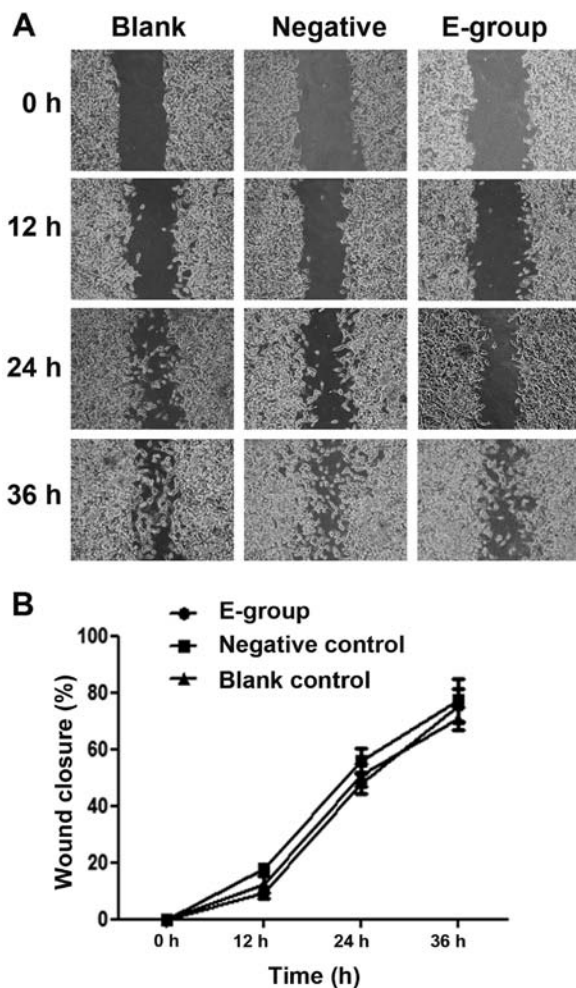 A
Blank Negative E-group
0 h
12 h
24 h
36 h
B
E-group
Negative control
Blank control
100
80
60
40
20
0
Wound closure (%)
0 h 12 h 24 h 36 h
Time (h)